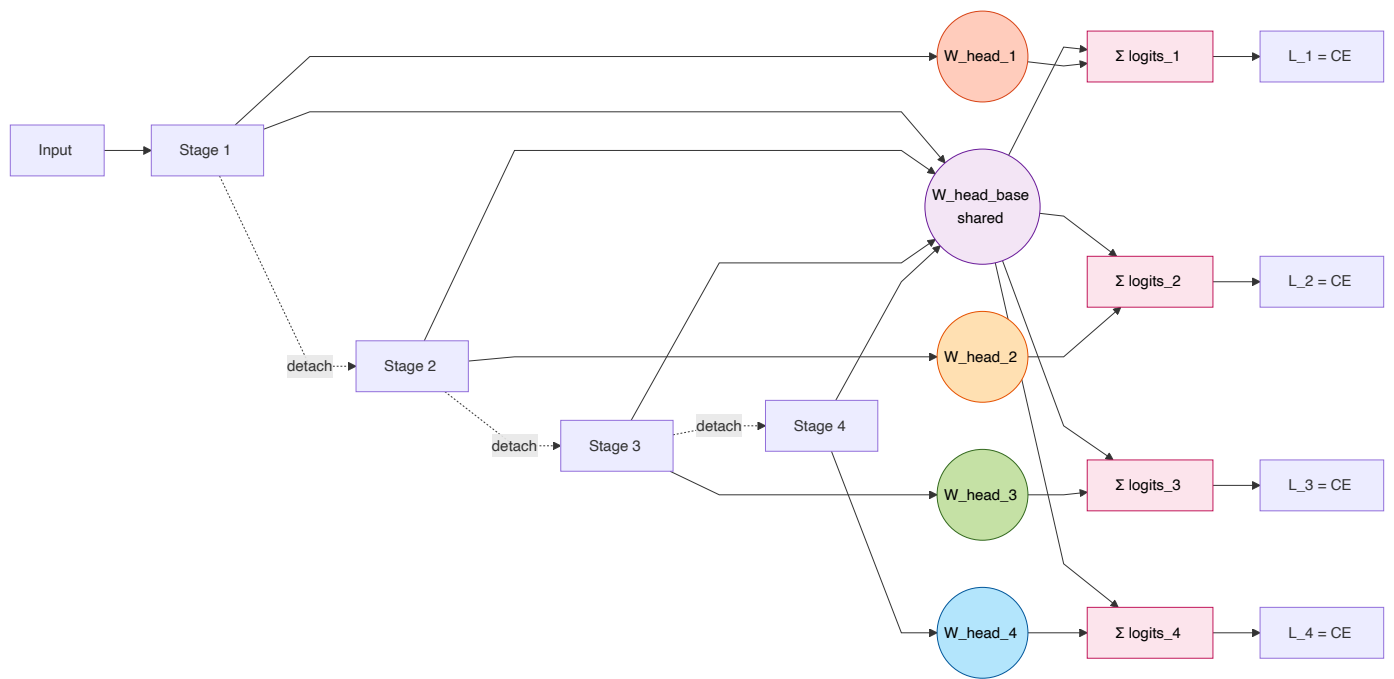 W_head_1
Σ logits_1
L_1 = CE
Input
Stage 1
W_head_base
shared
Σ logits_2
L_2 = CE
detach
Stage 2
W_head_2
detach
Stage 3
detach
Stage 4
W_head_3
Σ logits_3
L_3 = CE
W_head_4
Σ logits_4
L_4 = CE